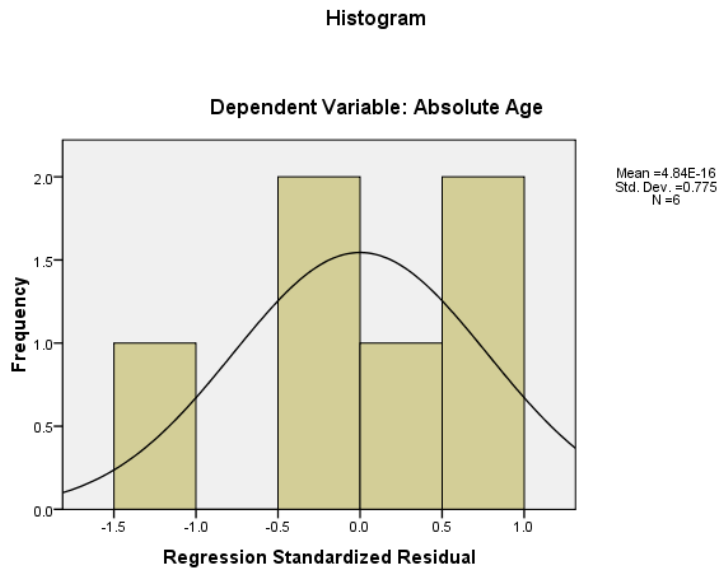 Histogram
Dependent Variable: Absolute Age
Mean =4.84E-16
Std. Dev. =0.775
N =6
Frequency
2.0
1.5
1.0
0.5
0.0
-1.5 -1.0 -0.5 0.0 0.5 1.0
Regression Standardized Residual